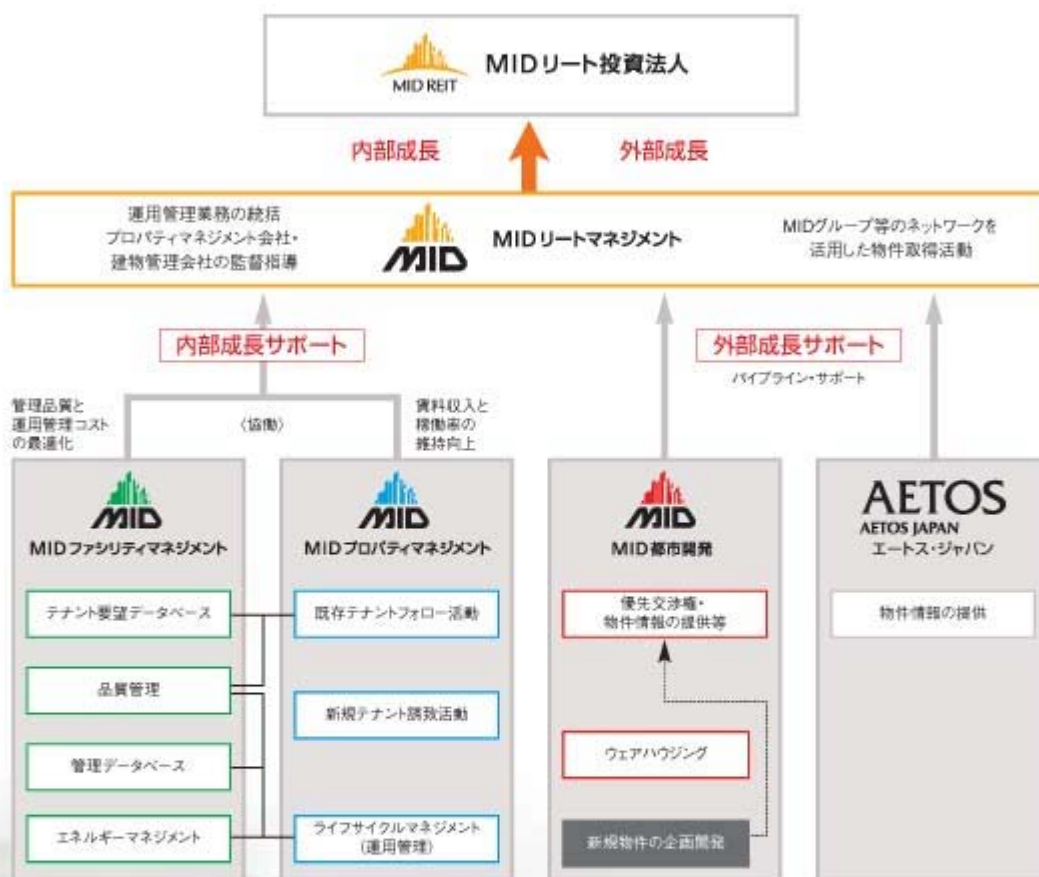 MID REIT
MIDリート投資法人
内部成長
外部成長
運用管理業務の統括
プロパティマネジメント会社・
建物管理会社の監督指導
MID
MIDリートマネジメント
MIDグループ等のネットワークを
活用した物件取得活動
内部成長サポート
外部成長サポート
パイプライン・サポート
管理品質と
運用管理コスト
の最適化
〈協働〉
賃料収入と
稼働率の
維持向上
MID
MIDファシリティマネジメント
テナント要望データベース
品質管理
管理データベース
エネルギーマネジメント
MID
MIDプロパティマネジメント
既存テナントフォロー活動
新規テナント誘致活動
ライフサイクルマネジメント
(運用管理)
MID
MID都市開発
優先交渉権・
物件情報の提供等
ウェアハウジング
新規物件の企画開発
AETOS
AETOS JAPAN
エートス・ジャパン
物件情報の提供